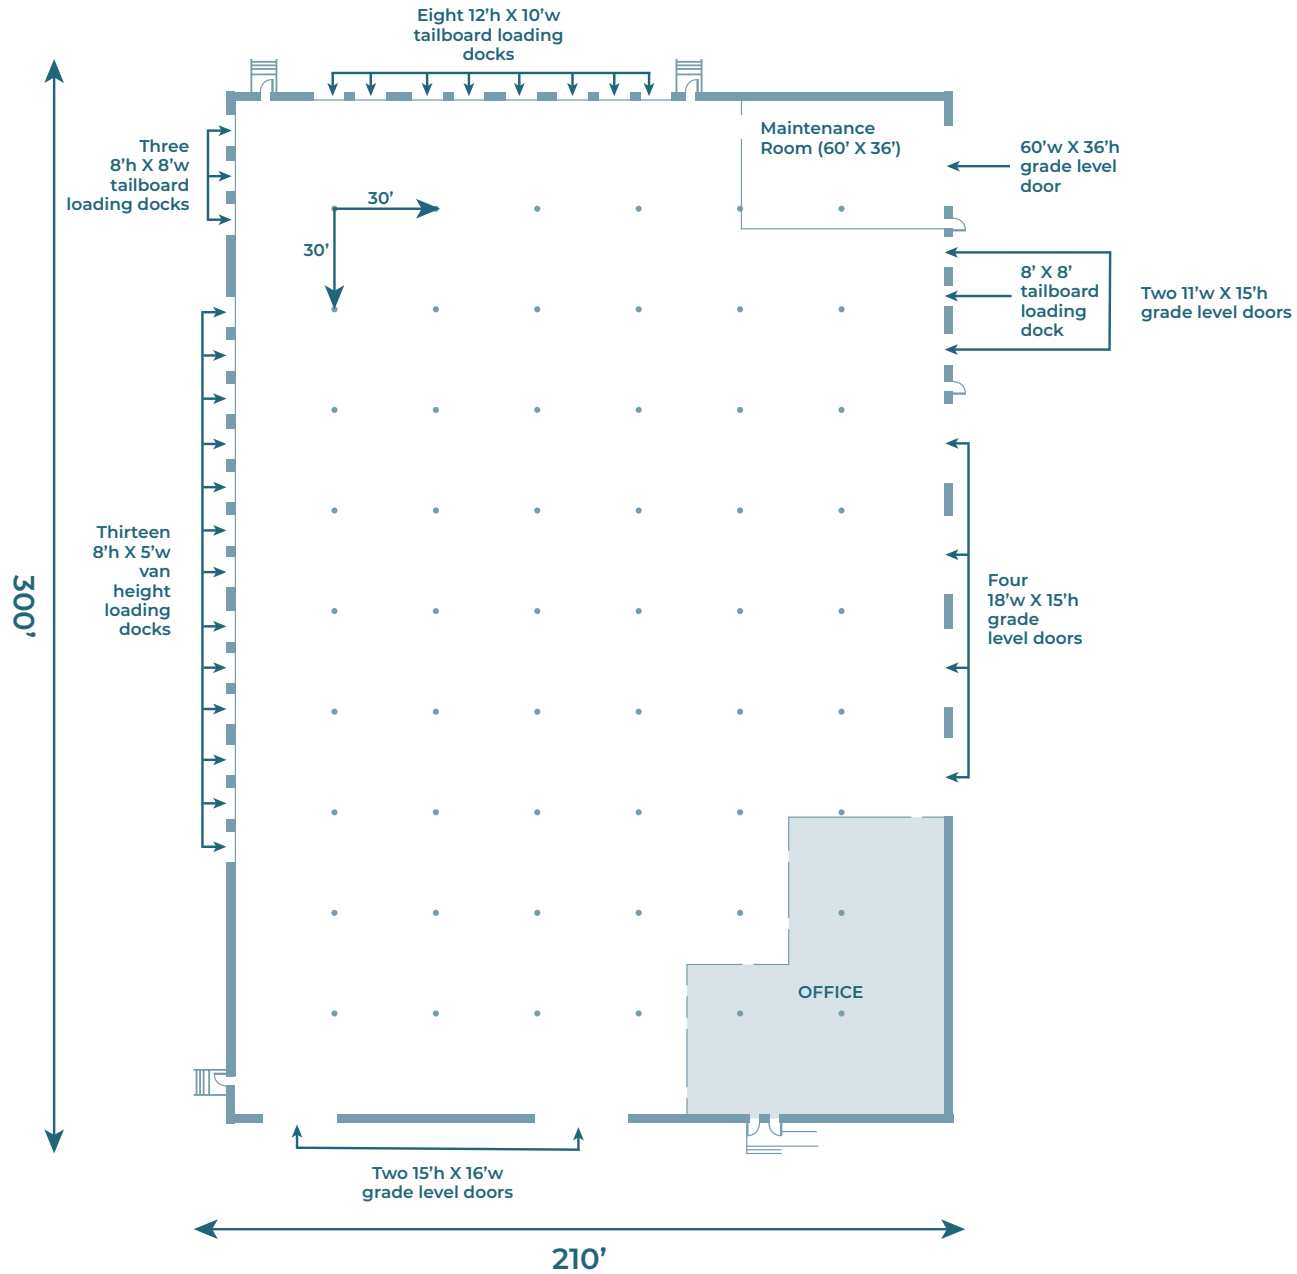 Eight 12’h X 10’w
tailboard loading
docks
Three
8’h X 8’w
tailboard
loading docks
Maintenance
Room (60’ X 36’)
60’w X 36’h
grade level
door
30’
30’
8’ X 8’
tailboard
loading
dock
Two 11’w X 15’h
grade level doors
Thirteen
8’h X 5’w
van
height
loading
docks
300’
Four
18’w X 15’h
grade
level doors
OFFICE
Two 15’h X 16’w
grade level doors
210’